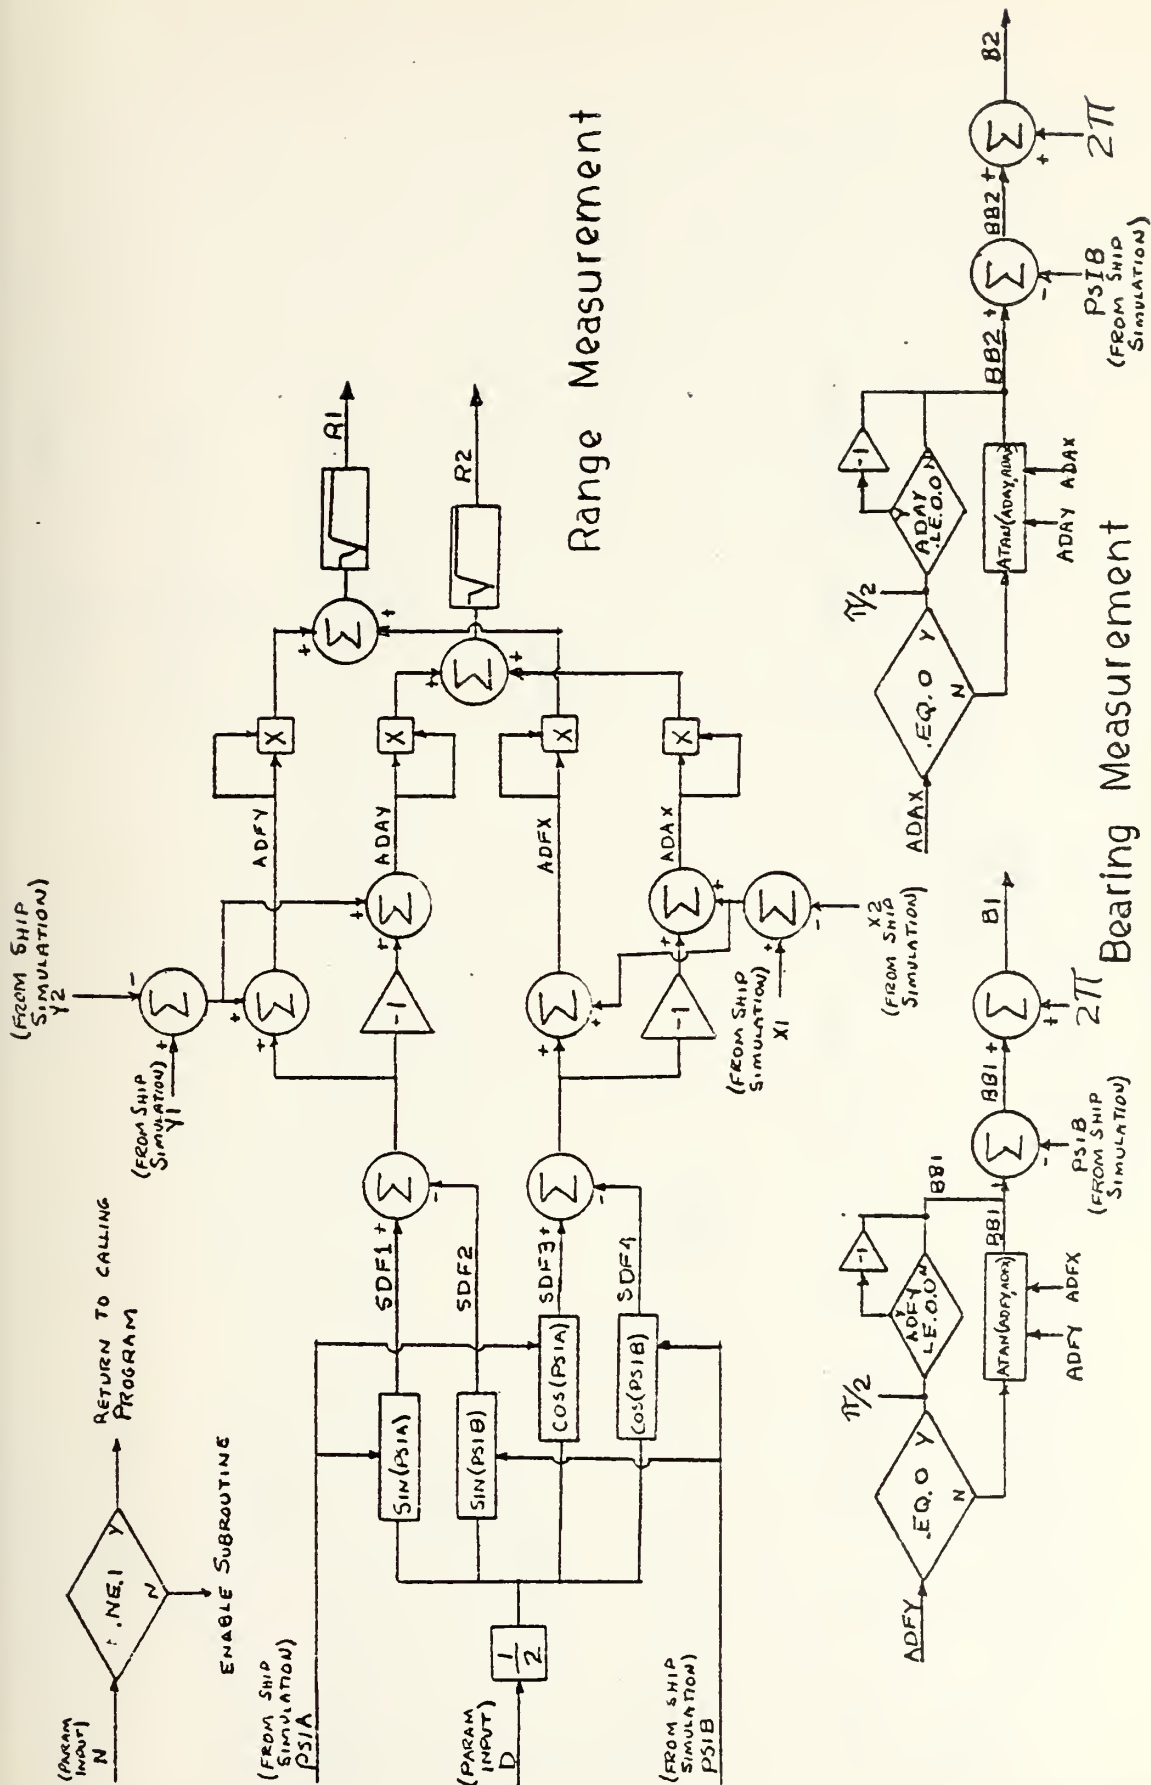 (PARAM
INPUT)
N
.NE.1
Y
N
RETURN TO CALLING
PROGRAM
ENABLE SUBROUTINE
(FROM SHIP
SIMULATION)
PSIA
(PARAM
INPUT)
D
1
2
(FROM SHIP
SIMULATION)
PSIB
SIN(PSIA)
SIN(PSIB)
COS(PSIA)
COS(PSIB)
SDF1 +
SDF2
-
SDF3 +
SDF4
-
Σ
Σ
(FROM SHIP
SIMULATION)
Y1
+
(FROM SHIP
SIMULATION)
Y2
-
Σ
+
+
Σ
-1
+
+
Σ
+
+
Σ
-1
+
+
Σ
(FROM SHIP
SIMULATION)
X1
+
X2
(FROM SHIP
SIMULATION)
-
Σ
ADFY
ADAY
ADFX
ADAX
X
X
X
X
+
+
Σ
+
+
Σ
√
√
R1
R2
Range Measurement
ADFY
.EQ.0
Y
N
π/2
Y
ADFY
.LE.0.0
N
-1
ATAN(ADFY,ADFX)
ADFY ADFX
BB1
BB1
Σ
-
PSIB
(FROM SHIP
SIMULATION)
BB1 +
Σ
+
2π
B1
ADAX
.EQ.0
Y
N
π/2
Y
ADAY
.LE.0.0
N
-1
ATAN(ADAY,ADAX)
ADAY ADAX
BB2 +
Σ
-
PSIB
(FROM SHIP
SIMULATION)
BB2 +
Σ
+
2π
B2
Bearing Measurement